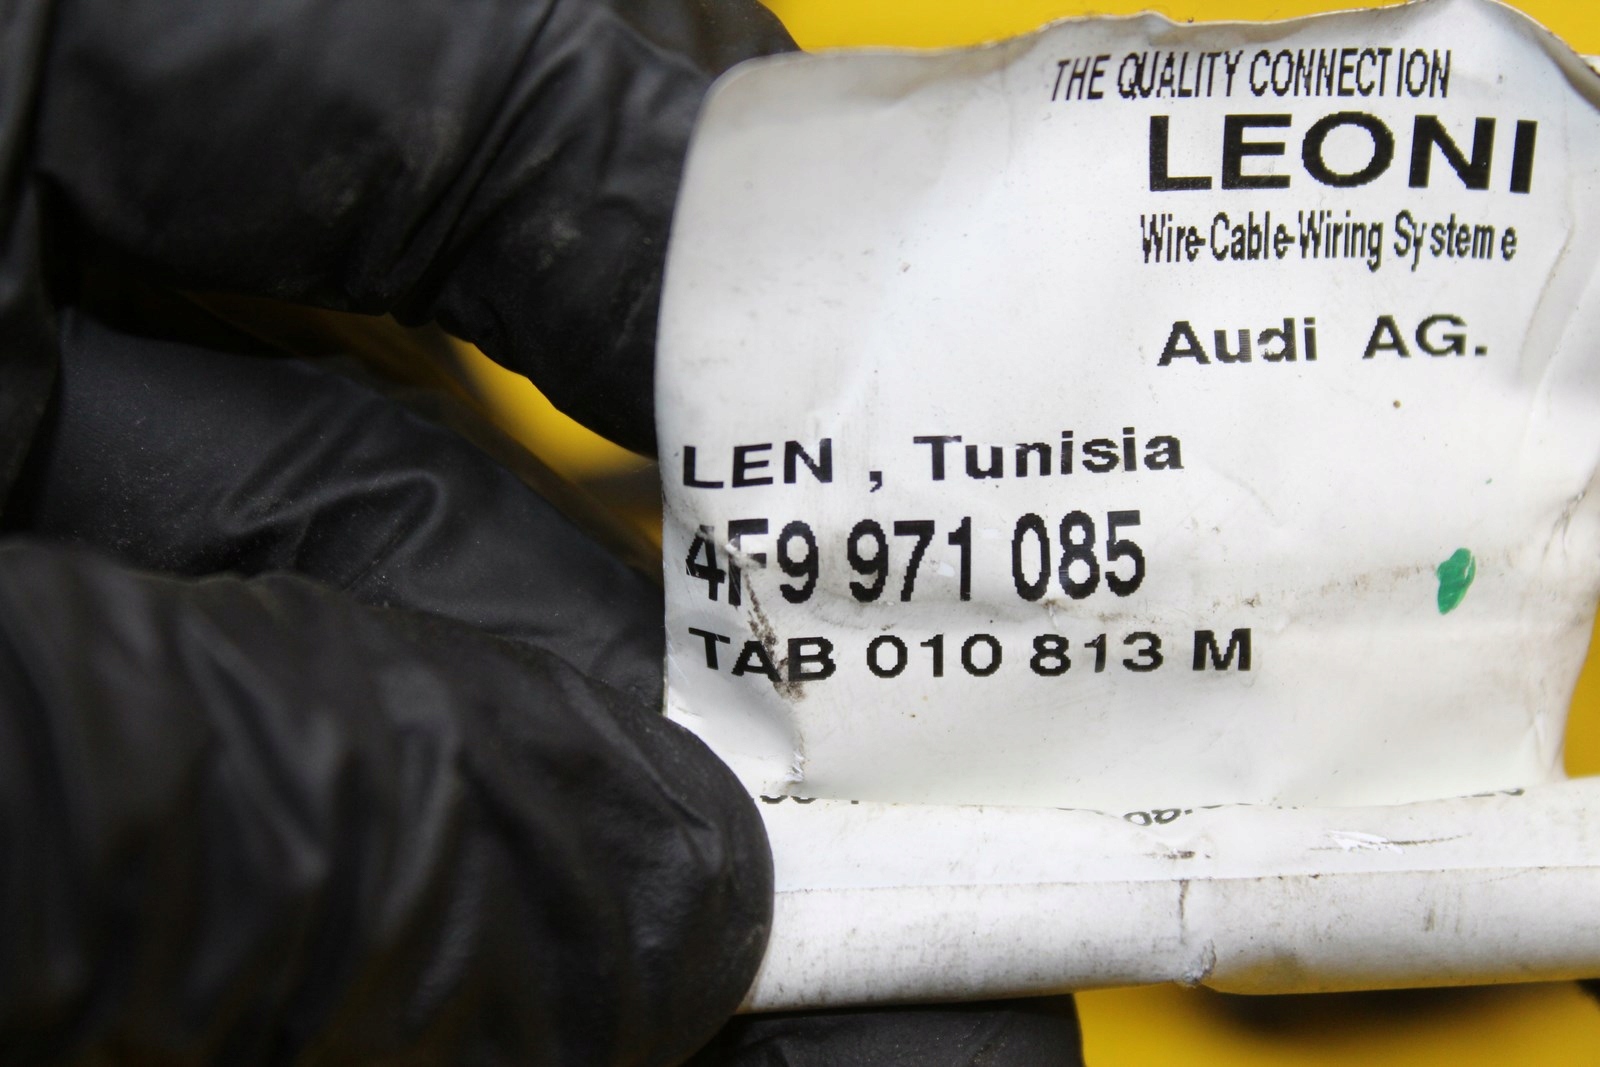 THE QUALITY CONNECTION
LEONI
Wire-Cable-Wiring Systeme
Audi AG.
LEN , Tunisia
4F9 971 085
TAB 010 813 M